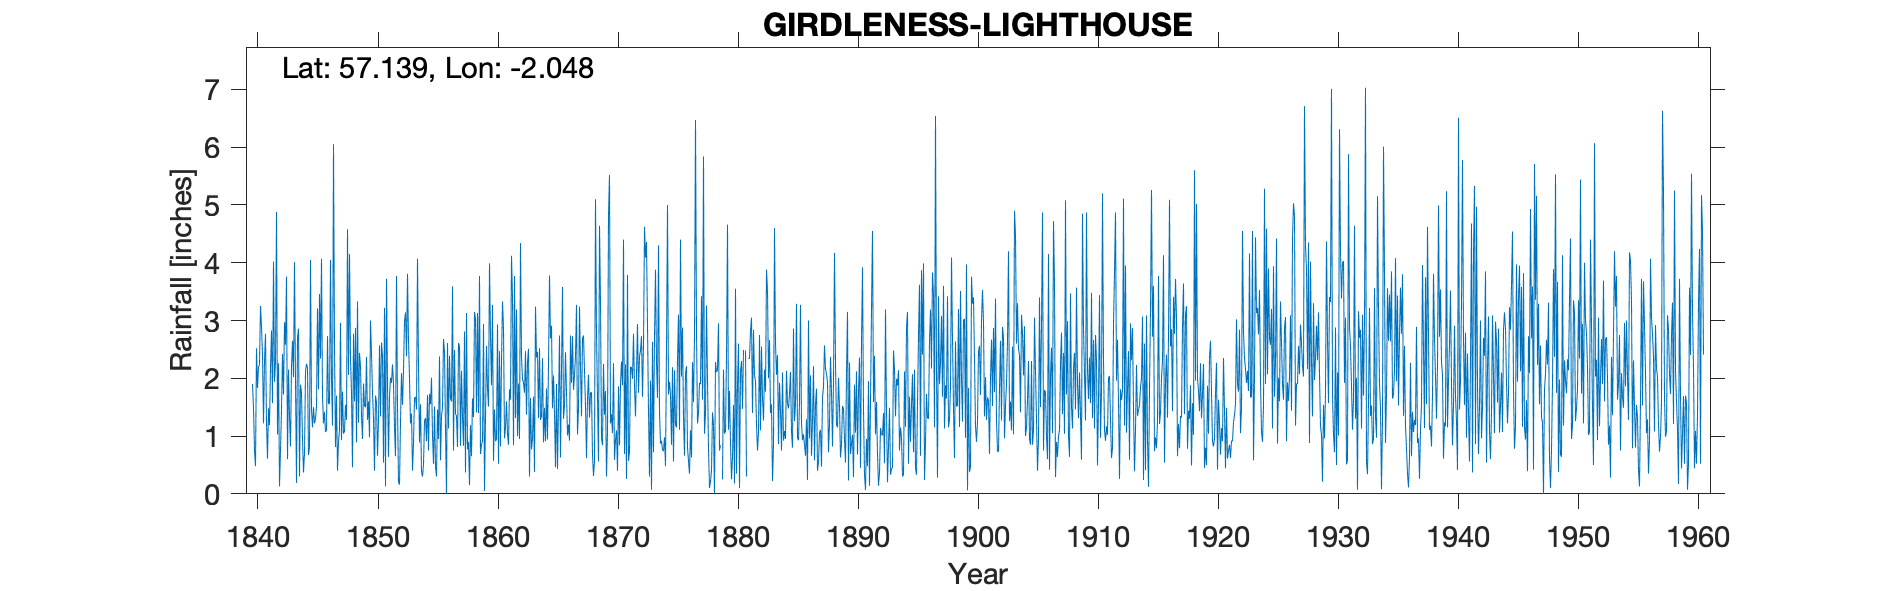 GIRDLENESS-LIGHTHOUSE
Lat: 57.139, Lon: -2.048
7
6
5
4
3
2
1
0
Rainfall [inches]
1840 1850 1860 1870 1880 1890 1900 1910 1920 1930 1940 1950 1960
Year